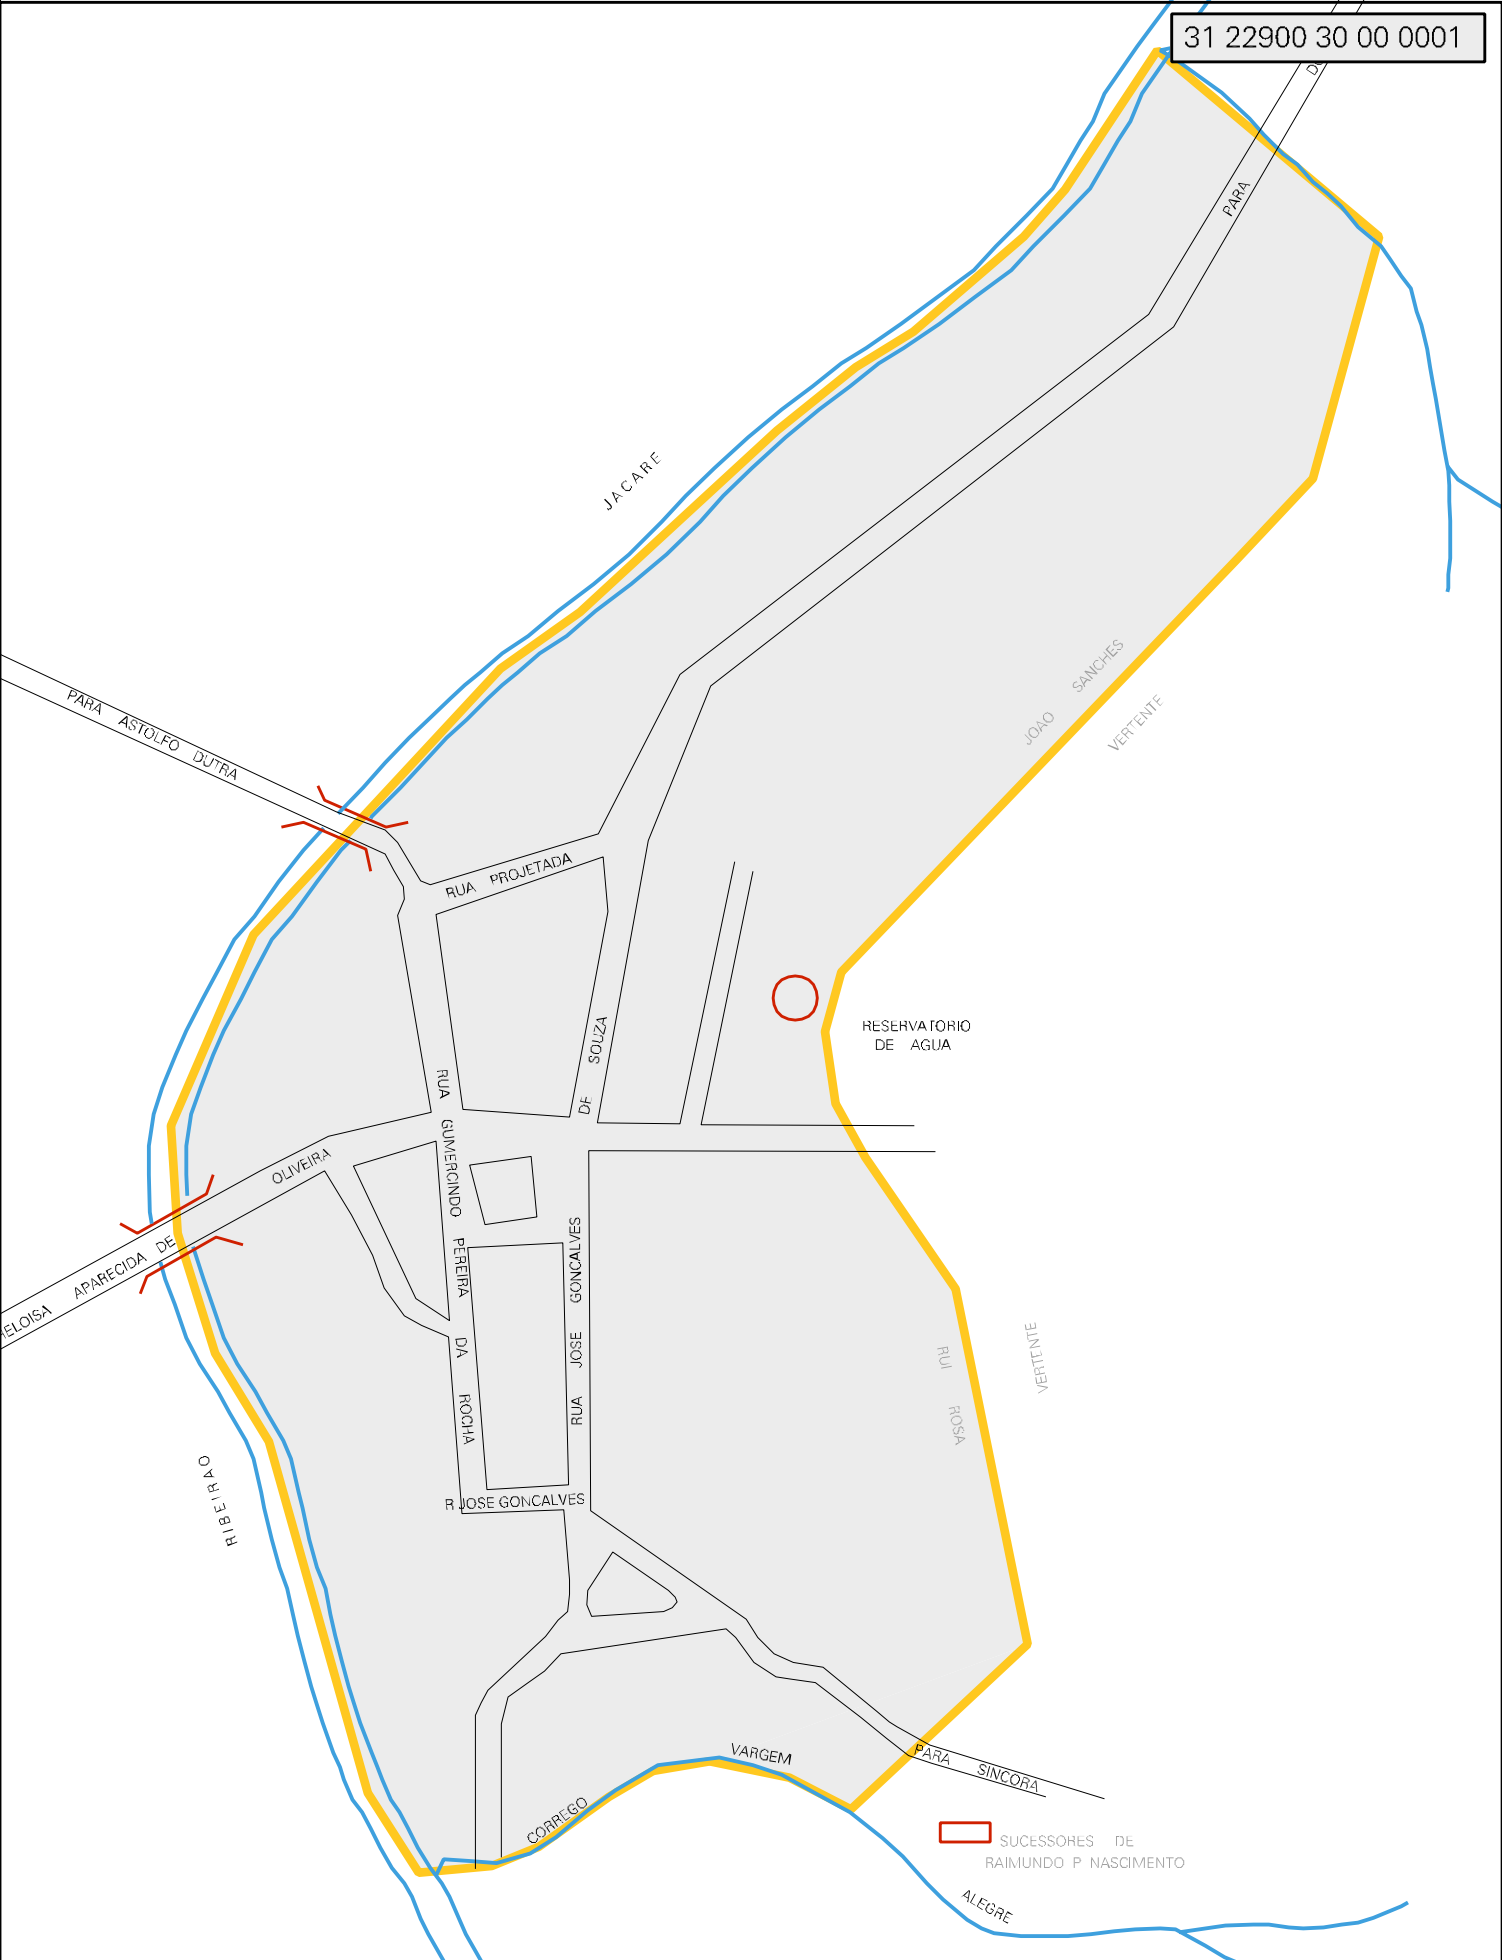 31 22900 30 00 0001
PARA
JACARE
JOAO SANCHES
VERTENTE
PARA ASTOLFO DUTRA
RUA PROJETADA
DE SOUZA
RESERVATORIO
DE AGUA
RUA GUMERCINDO PEREIRA DA ROCHA
APARECIDA DE OLIVEIRA
RUA JOSE GONCALVES
RUI ROSA
VERTENTE
RIBEIRAO
R JOSE GONCALVES
VARGEM
CORREGO
PARA SINCORA
SUCESSORES DE
RAIMUNDO P NASCIMENTO
ALEGRE